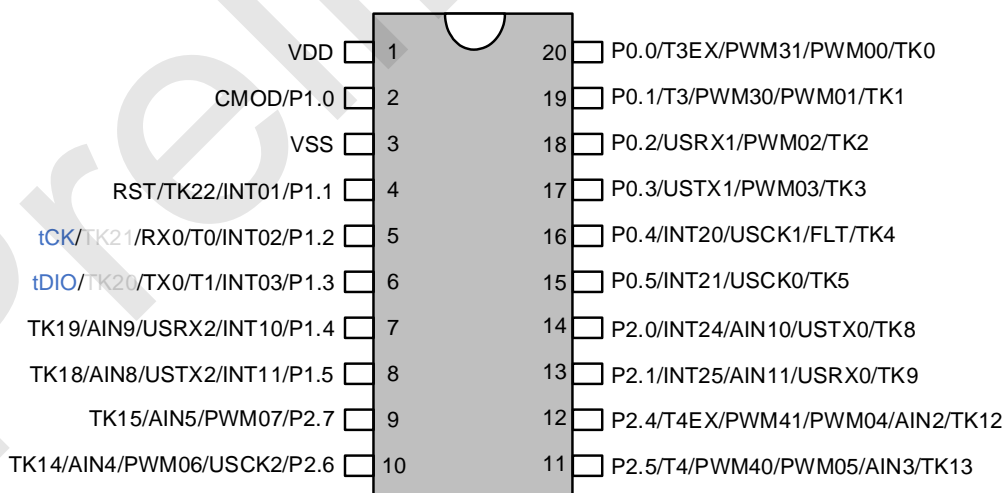 VDD 1 20 P0.0/T3EX/PWM31/PWM00/TK0
CMOD/P1.0 2 19 P0.1/T3/PWM30/PWM01/TK1
VSS 3 18 P0.2/USRX1/PWM02/TK2
RST/TK22/INT01/P1.1 4 17 P0.3/USTX1/PWM03/TK3
tCK/TK21/RX0/T0/INT02/P1.2 5 16 P0.4/INT20/USCK1/FLT/TK4
tDIO/TK20/TX0/T1/INT03/P1.3 6 15 P0.5/INT21/USCK0/TK5
TK19/AIN9/USRX2/INT10/P1.4 7 14 P2.0/INT24/AIN10/USTX0/TK8
TK18/AIN8/USTX2/INT11/P1.5 8 13 P2.1/INT25/AIN11/USRX0/TK9
TK15/AIN5/PWM07/P2.7 9 12 P2.4/T4EX/PWM41/PWM04/AIN2/TK12
TK14/AIN4/PWM06/USCK2/P2.6 10 11 P2.5/T4/PWM40/PWM05/AIN3/TK13